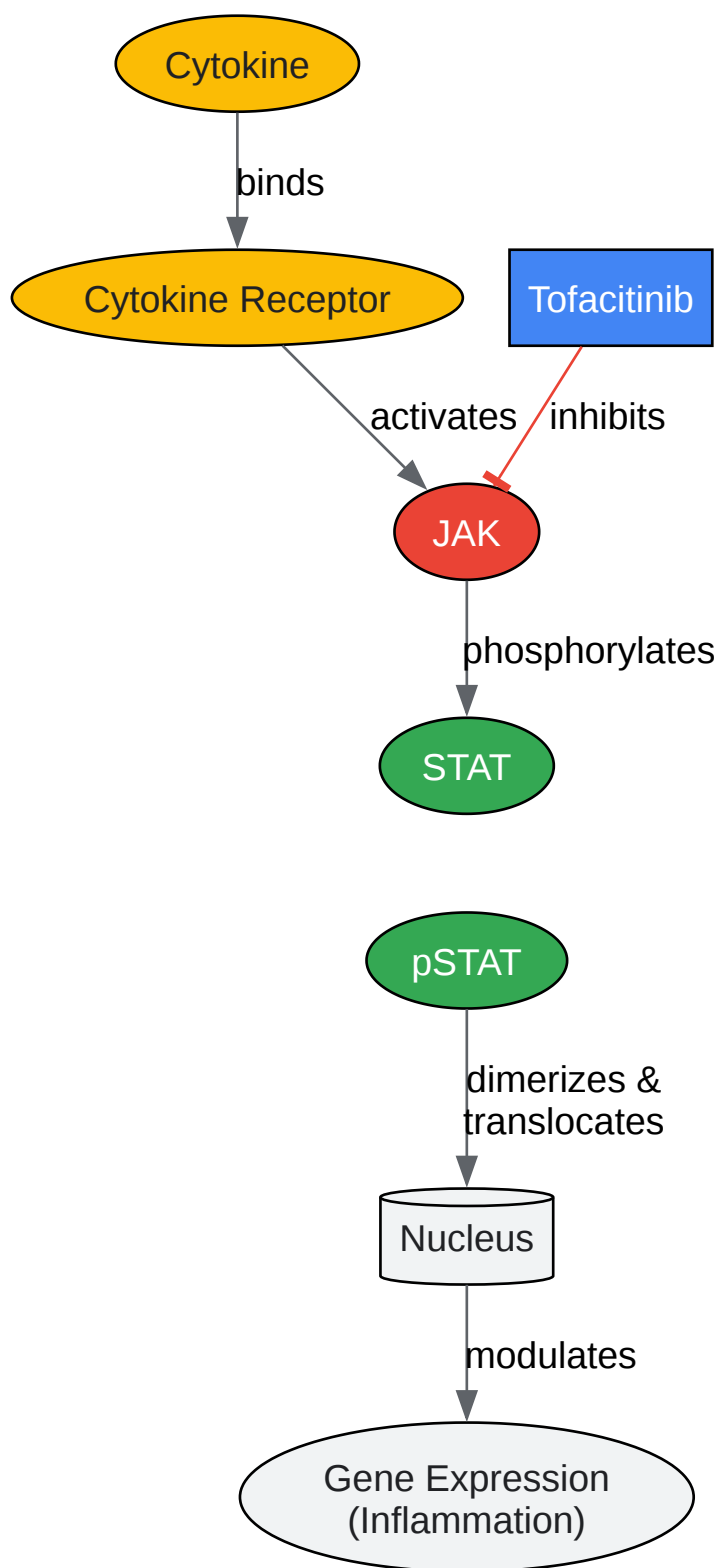 Cytokine
binds
Cytokine Receptor
Tofacitinib
activates
inhibits
JAK
phosphorylates
STAT
pSTAT
dimerizes &
translocates
Nucleus
modulates
Gene Expression
(Inflammation)